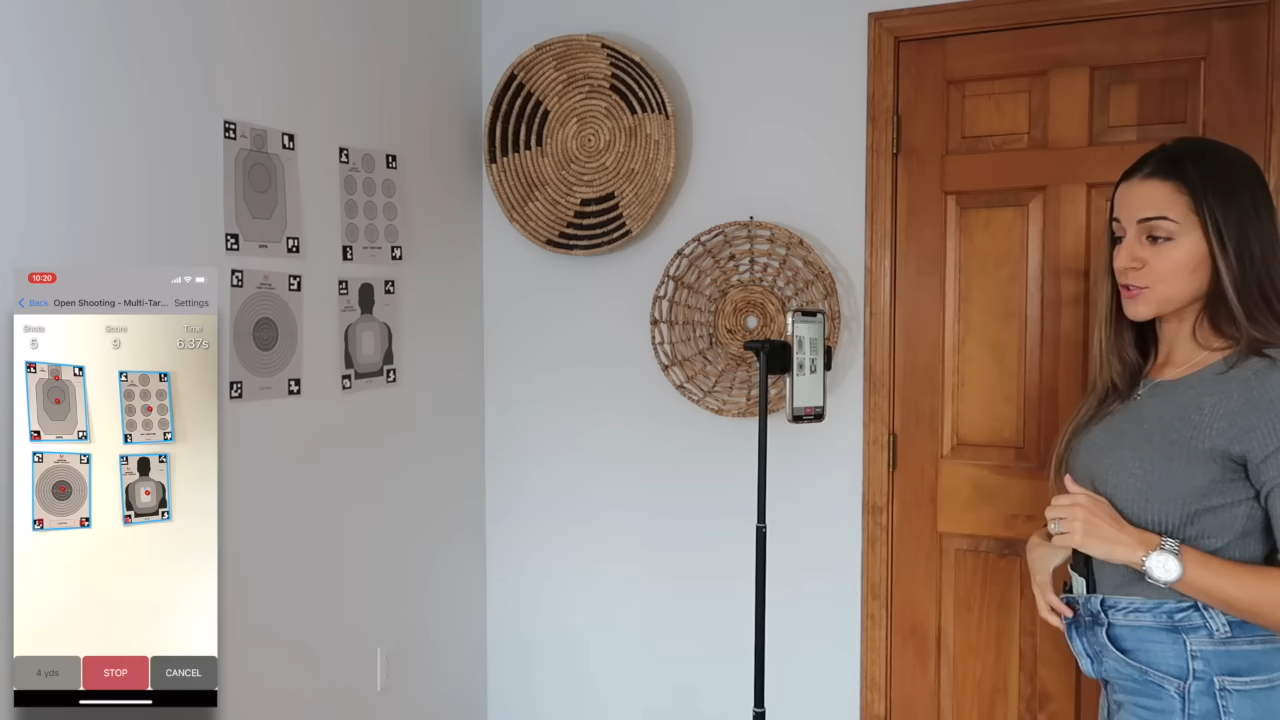 10:20
Back
Open Shooting - Multi-Tar...
Settings
Shots
Score
Time
5
9
6.37s
4 yds
STOP
CANCEL